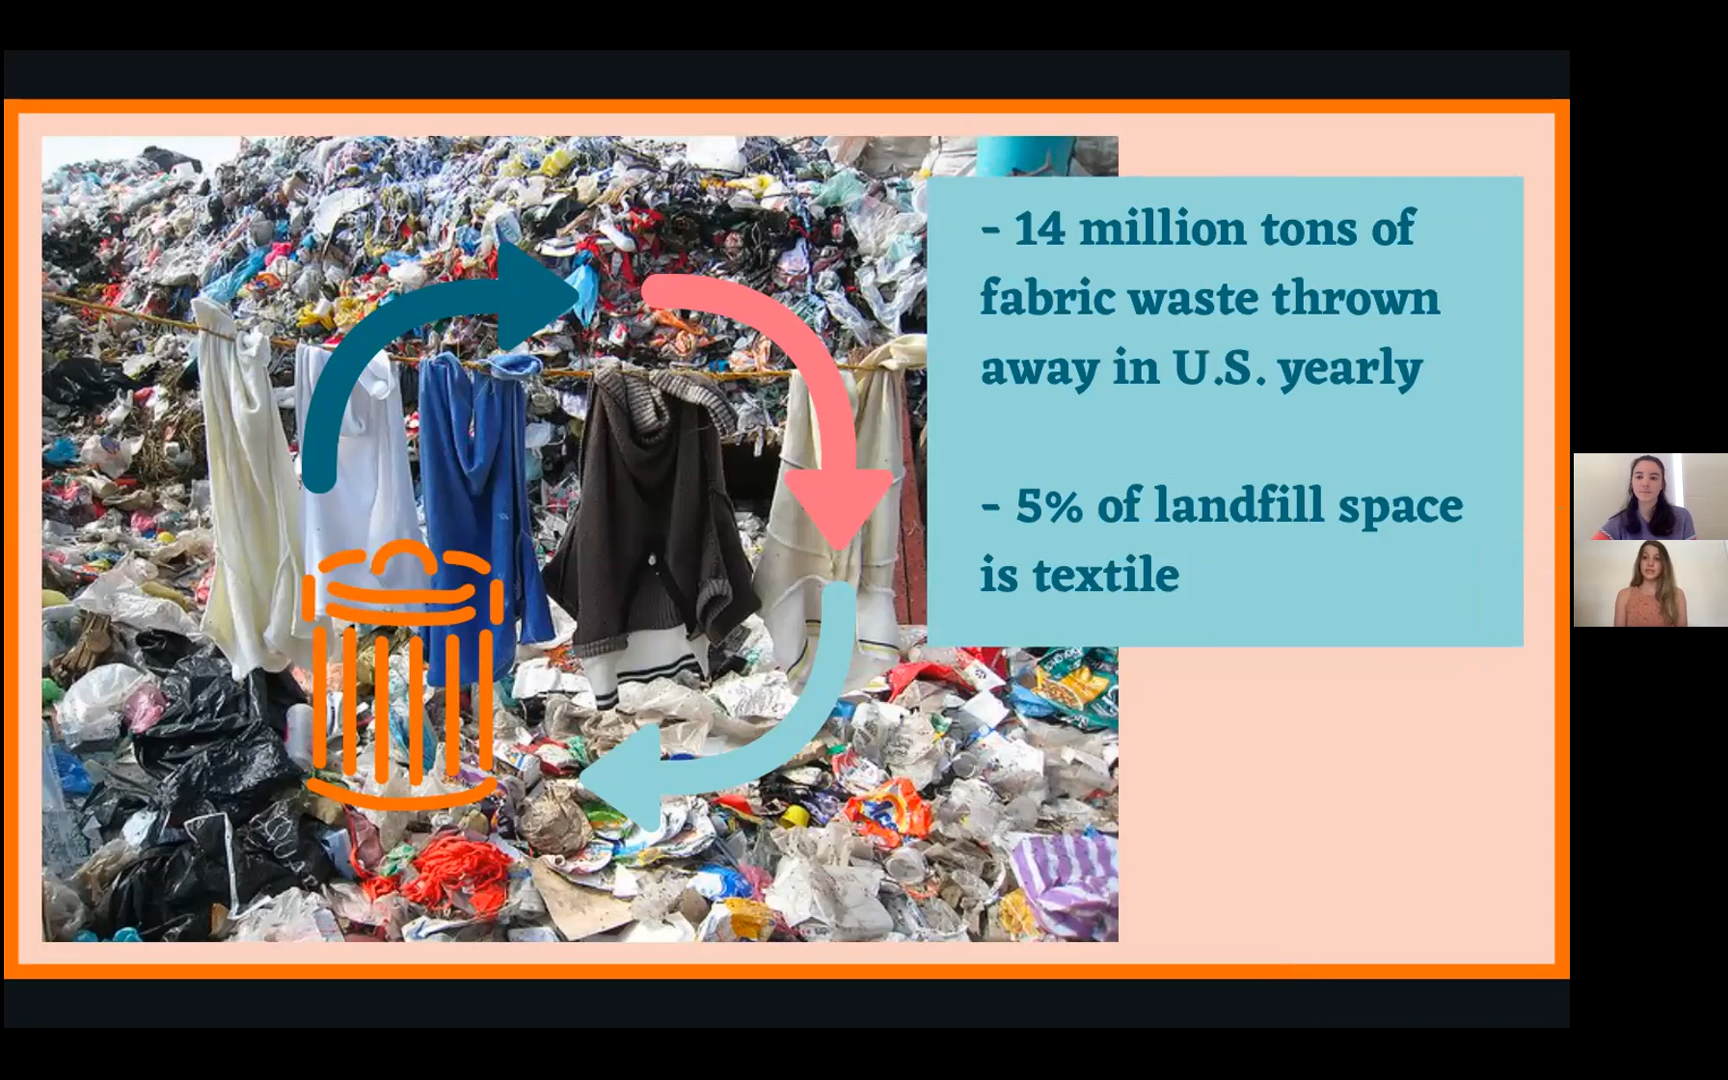 - 14 million tons of
fabric waste thrown
away in U.S. yearly
- 5% of landfill space
is textile